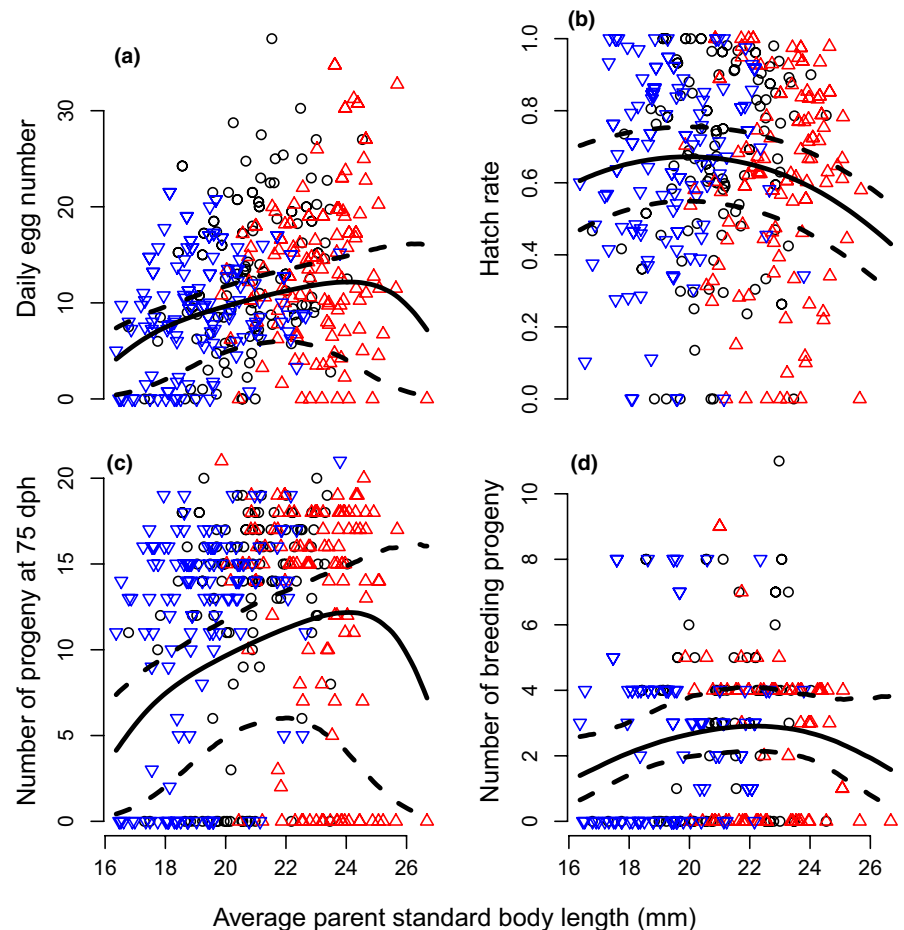 (a)
Daily egg number
0 10 20 30
(b)
Hatch rate
0.0 0.2 0.4 0.6 0.8 1.0
(c)
Number of progeny at 75 dph
0 5 10 15 20
16 18 20 22 24 26
(d)
Number of breeding progeny
0 2 4 6 8 10
16 18 20 22 24 26
Average parent standard body length (mm)